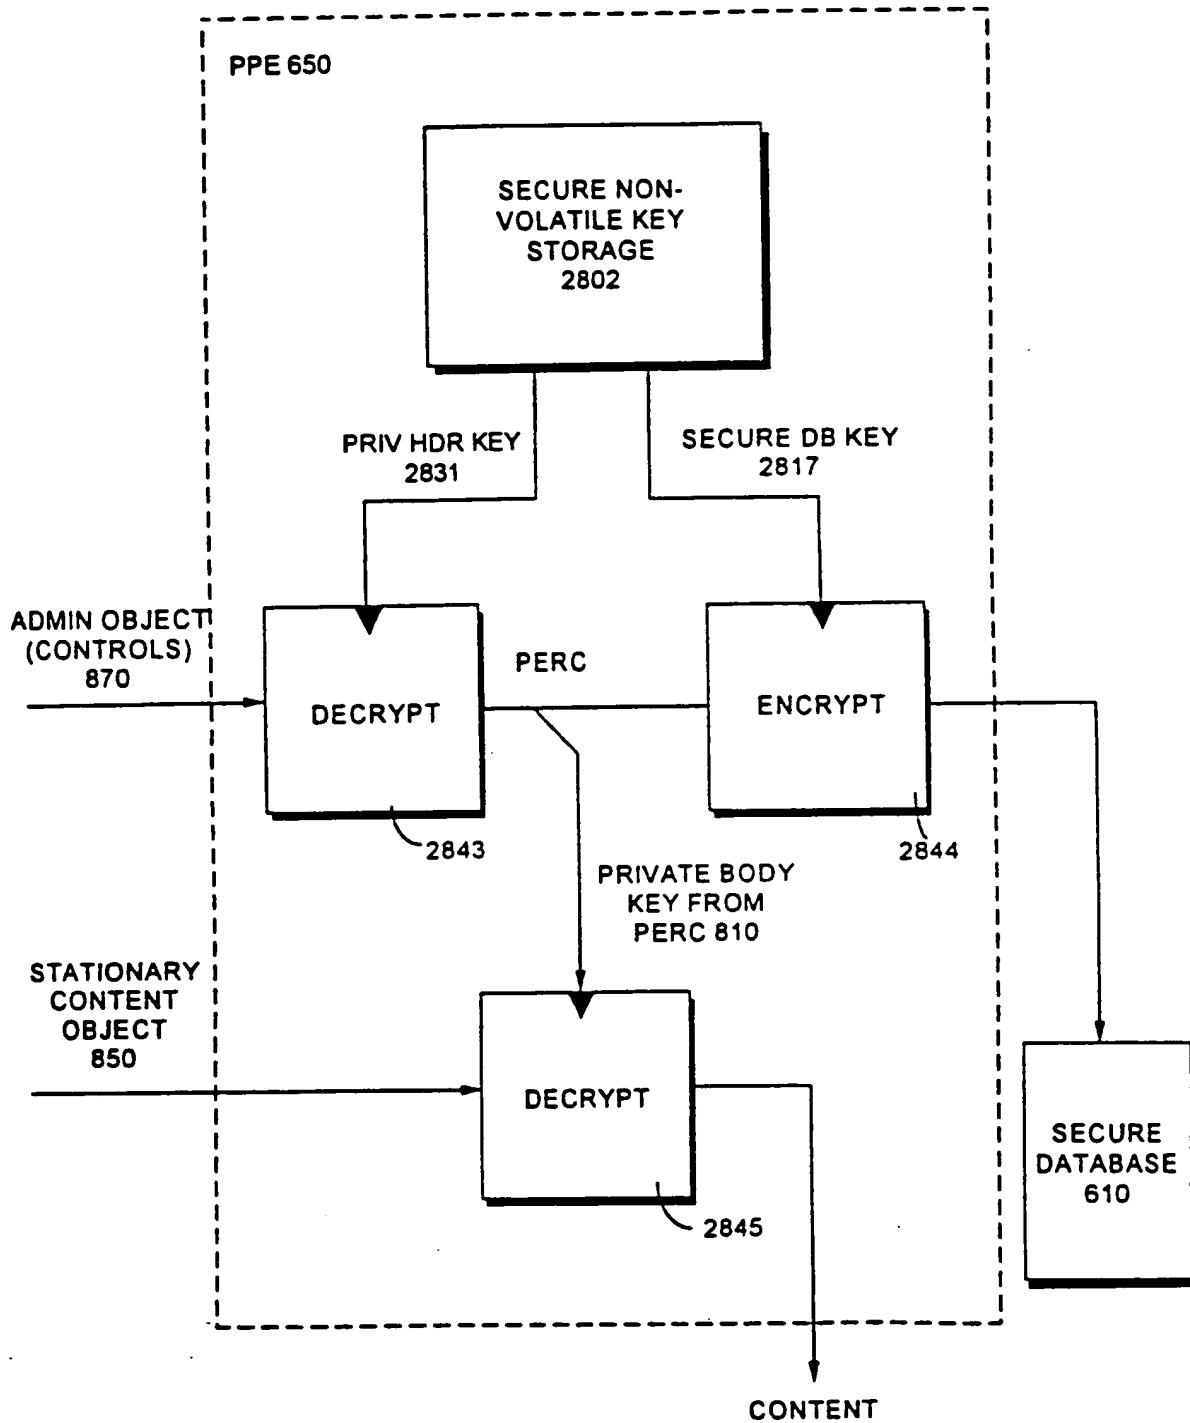 PPE 650
SECURE NON-
VOLATILE KEY
STORAGE
2802
PRIV HDR KEY
2831
SECURE DB KEY
2817
ADMIN OBJECT
(CONTROLS)
870
DECRYPT
PERC
ENCRYPT
2843
2844
PRIVATE BODY
KEY FROM
PERC 810
STATIONARY
CONTENT
OBJECT
850
DECRYPT
2845
SECURE
DATABASE
610
CONTENT